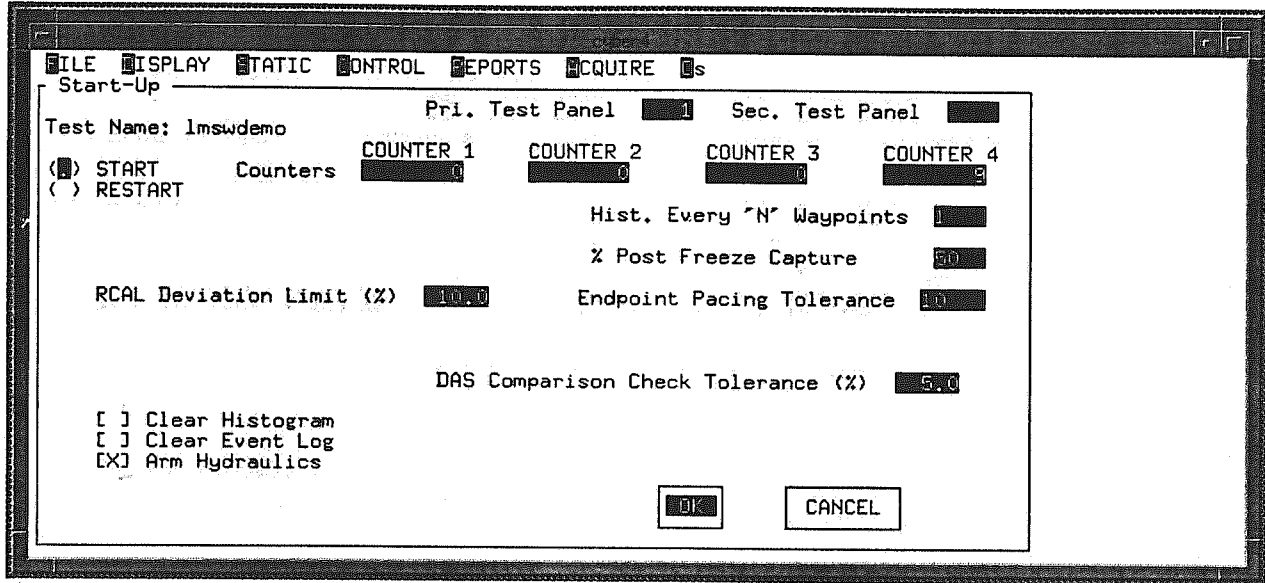 FILE DISPLAY STATIC CONTROL REPORTS ACQUIRE Os
Start-Up
Pri. Test Panel 1 Sec. Test Panel
Test Name: lmswdemo
COUNTER 1 COUNTER 2 COUNTER 3 COUNTER 4
(.) START Counters 0 0 0
( ) RESTART
Hist. Every "N" Waypoints 1
% Post Freeze Capture 50
RCAL Deviation Limit (%) 10.0 Endpoint Pacing Tolerance 10
DAS Comparison Check Tolerance (%) 5.0
[ ] Clear Histogram
[ ] Clear Event Log
[X] Arm Hydraulics
OK CANCEL